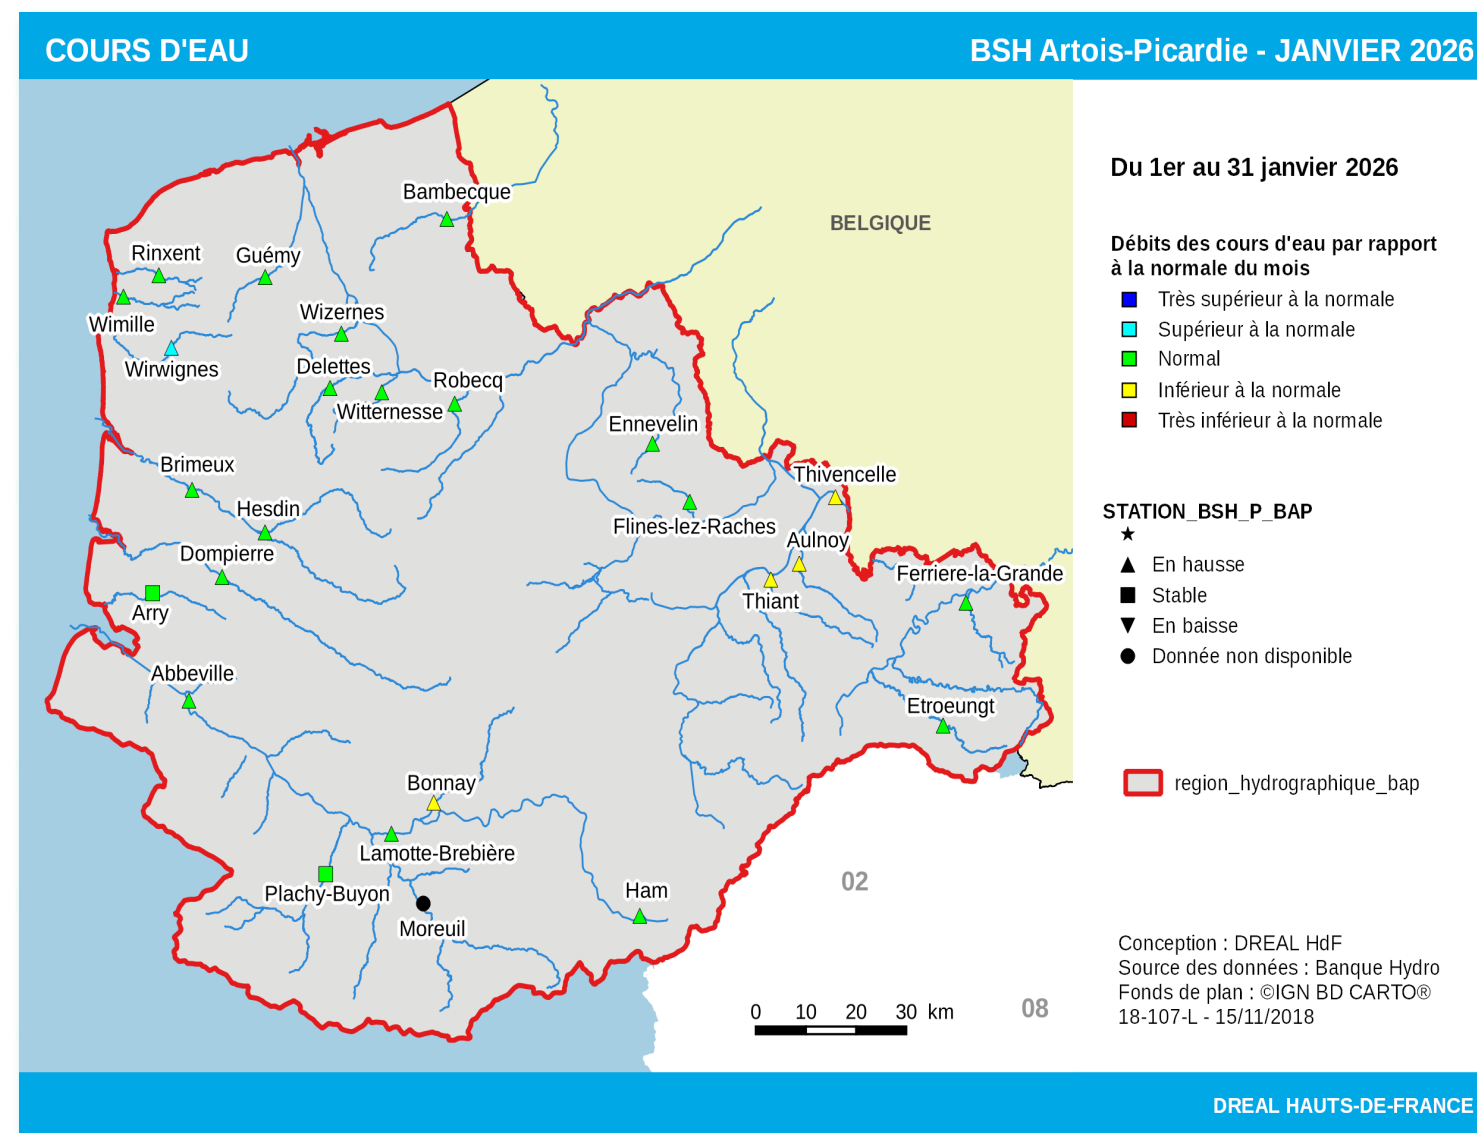 COURS D'EAU
BSH Artois-Picardie - JANVIER 2026
Bambecque
BELGIQUE
Rinxent
Guémy
Wizernes
Wimille
Wirwignes
Delettes
Robecq
Witternesse
Ennevelin
Brimeux
Thivencelle
Hesdin
Flines-lez-Raches
Aulnoy
Dompierre
Ferriere-la-Grande
Thiant
Arry
Abbeville
Etroeungt
Bonnay
Lamotte-Brebière
Plachy-Buyon
Ham
Moreuil
02
08
0 10 20 30 km
Du 1er au 31 janvier 2026
Débits des cours d'eau par rapport
à la normale du mois
Très supérieur à la normale
Supérieur à la normale
Normal
Inférieur à la normale
Très inférieur à la normale
STATION_BSH_P_BAP
En hausse
Stable
En baisse
Donnée non disponible
region_hydrographique_bap
Conception : DREAL HdF
Source des données : Banque Hydro
Fonds de plan : ©IGN BD CARTO®
18-107-L - 15/11/2018
DREAL HAUTS-DE-FRANCE